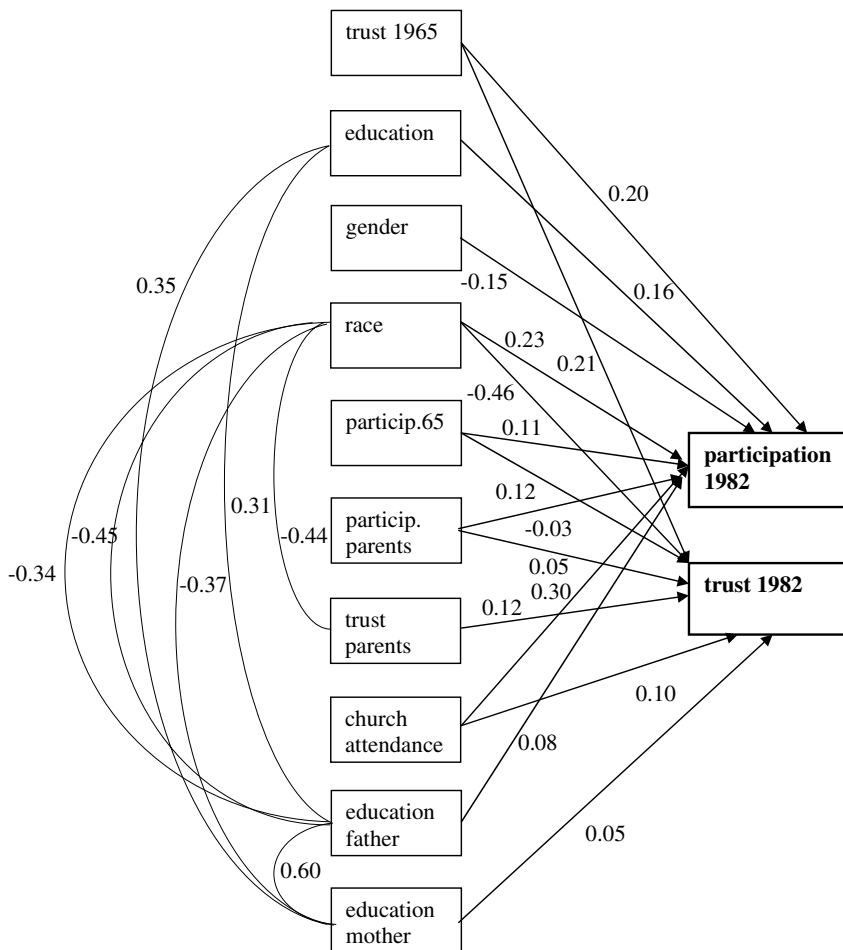 trust 1965
education
0.20
gender
0.35
-0.15
0.16
race
0.23
0.21
-0.46
particip.65
0.11
participation
1982
0.12
0.31
particip.
parents
-0.45
-0.44
-0.03
-0.34
-0.37
0.05
0.30
trust 1982
0.12
trust
parents
0.10
church
attendance
0.08
education
father
0.05
0.60
education
mother